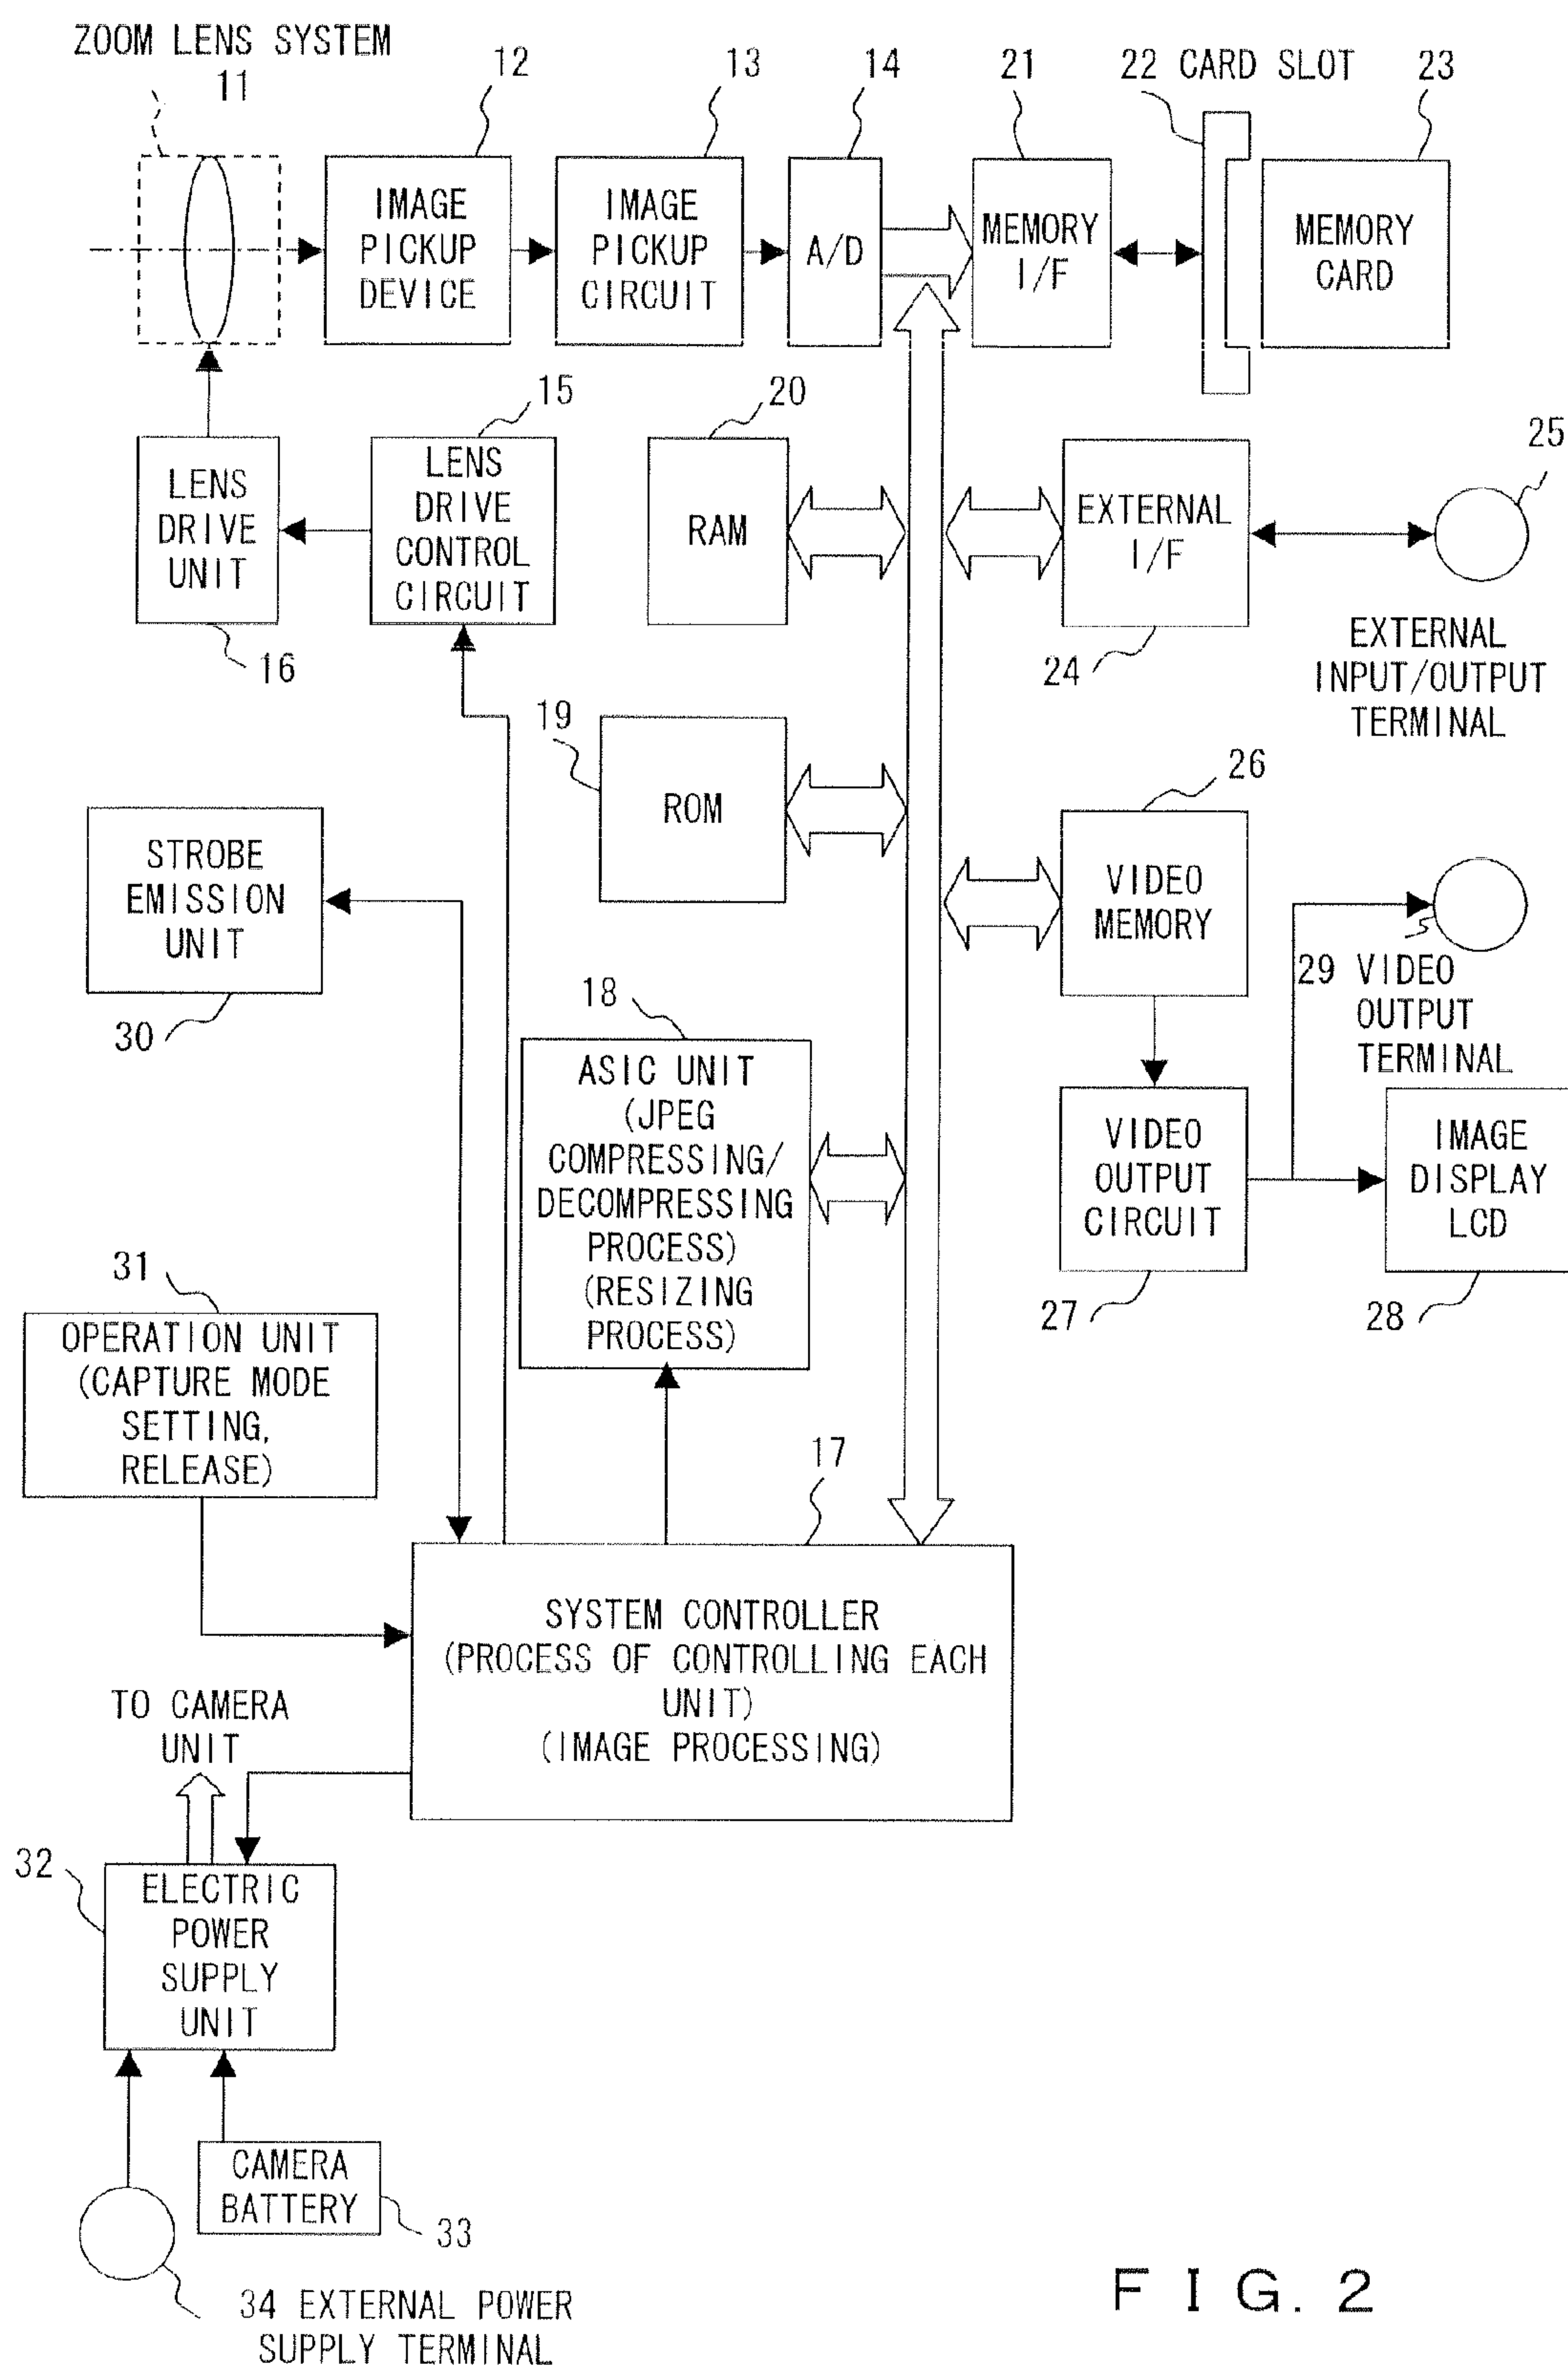 ZOOM LENS SYSTEM
11
12
13
14
21
22 CARD SLOT
23
IMAGE
PICKUP
DEVICE
IMAGE
PICKUP
CIRCUIT
A/D
MEMORY
I/F
MEMORY
CARD
15
20
25
LENS
DRIVE
UNIT
LENS
DRIVE
CONTROL
CIRCUIT
RAM
EXTERNAL
I/F
16
24
EXTERNAL
INPUT/OUTPUT
TERMINAL
19
ROM
26
STROBE
EMISSION
UNIT
VIDEO
MEMORY
30
29 VIDEO
OUTPUT
TERMINAL
18
ASIC UNIT
(JPEG
COMPRESSING/
DECOMPRESSING
PROCESS)
(RESIZING
PROCESS)
VIDEO
OUTPUT
CIRCUIT
IMAGE
DISPLAY
LCD
27
28
31
OPERATION UNIT
(CAPTURE MODE
SETTING,
RELEASE)
17
SYSTEM CONTROLLER
(PROCESS OF CONTROLLING EACH
UNIT)
(IMAGE PROCESSING)
TO CAMERA
UNIT
32
ELECTRIC
POWER
SUPPLY
UNIT
CAMERA
BATTERY
33
34 EXTERNAL POWER
SUPPLY TERMINAL
FIG. 2